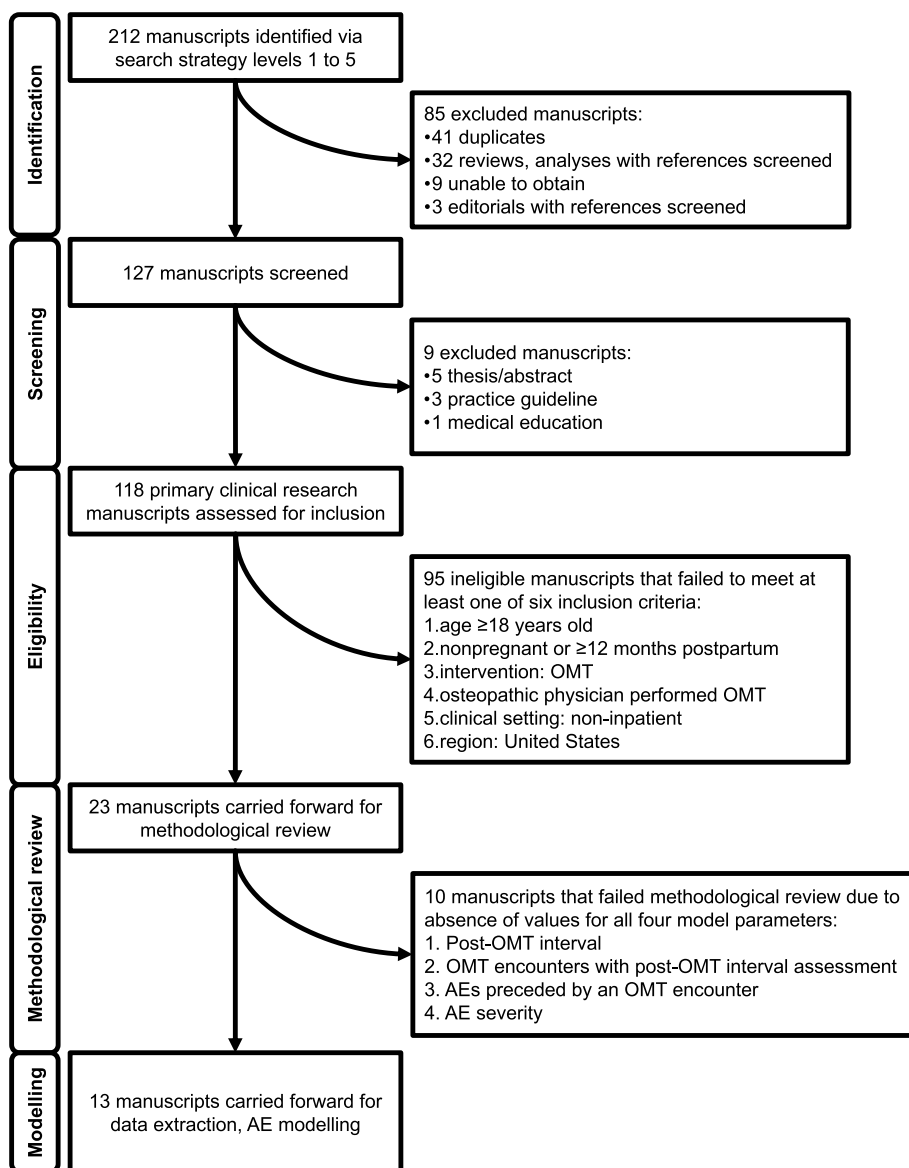 Identification
212 manuscripts identified via
search strategy levels 1 to 5
85 excluded manuscripts:
•41 duplicates
•32 reviews, analyses with references screened
•9 unable to obtain
•3 editorials with references screened
Screening
127 manuscripts screened
9 excluded manuscripts:
•5 thesis/abstract
•3 practice guideline
•1 medical education
Eligibility
118 primary clinical research
manuscripts assessed for inclusion
95 ineligible manuscripts that failed to meet at
least one of six inclusion criteria:
1.age ≥18 years old
2.nonpregnant or ≥12 months postpartum
3.intervention: OMT
4.osteopathic physician performed OMT
5.clinical setting: non-inpatient
6.region: United States
Methodological review
23 manuscripts carried forward for
methodological review
10 manuscripts that failed methodological review due to
absence of values for all four model parameters:
1. Post-OMT interval
2. OMT encounters with post-OMT interval assessment
3. AEs preceded by an OMT encounter
4. AE severity
Modelling
13 manuscripts carried forward for
data extraction, AE modelling